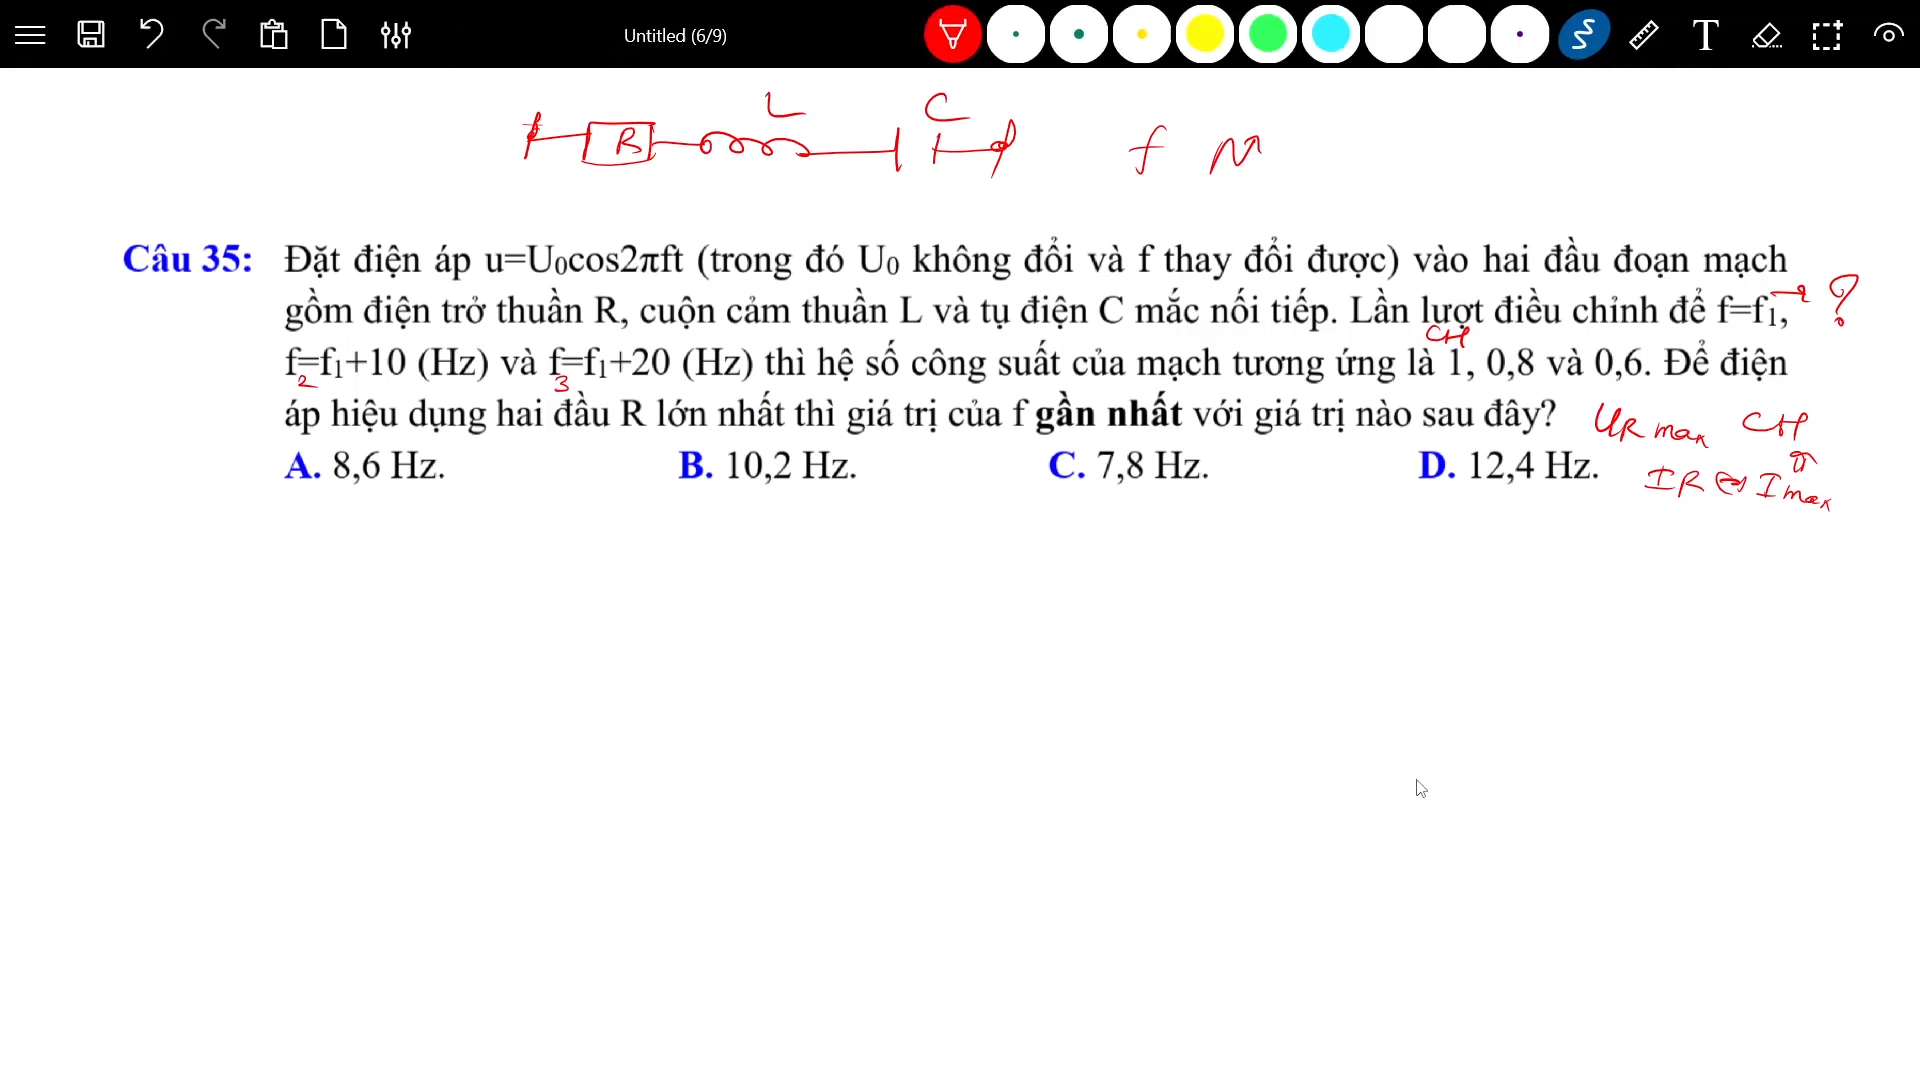 Untitled (6/9)
T
L C
R f
Câu 35: Đặt điện áp u=U₀cos2πft (trong đó U₀ không đổi và f thay đổi được) vào hai đầu đoạn mạch
gồm điện trở thuần R, cuộn cảm thuần L và tụ điện C mắc nối tiếp. Lần lượt điều chỉnh để f=f₁, → ?
CH
f=f₁+10 (Hz) và f=f₁+20 (Hz) thì hệ số công suất của mạch tương ứng là 1, 0,8 và 0,6. Để điện
2 3
áp hiệu dụng hai đầu R lớn nhất thì giá trị của f gần nhất với giá trị nào sau đây? UR max CH
A. 8,6 Hz. B. 10,2 Hz. C. 7,8 Hz. D. 12,4 Hz. IR ⇔ Imax